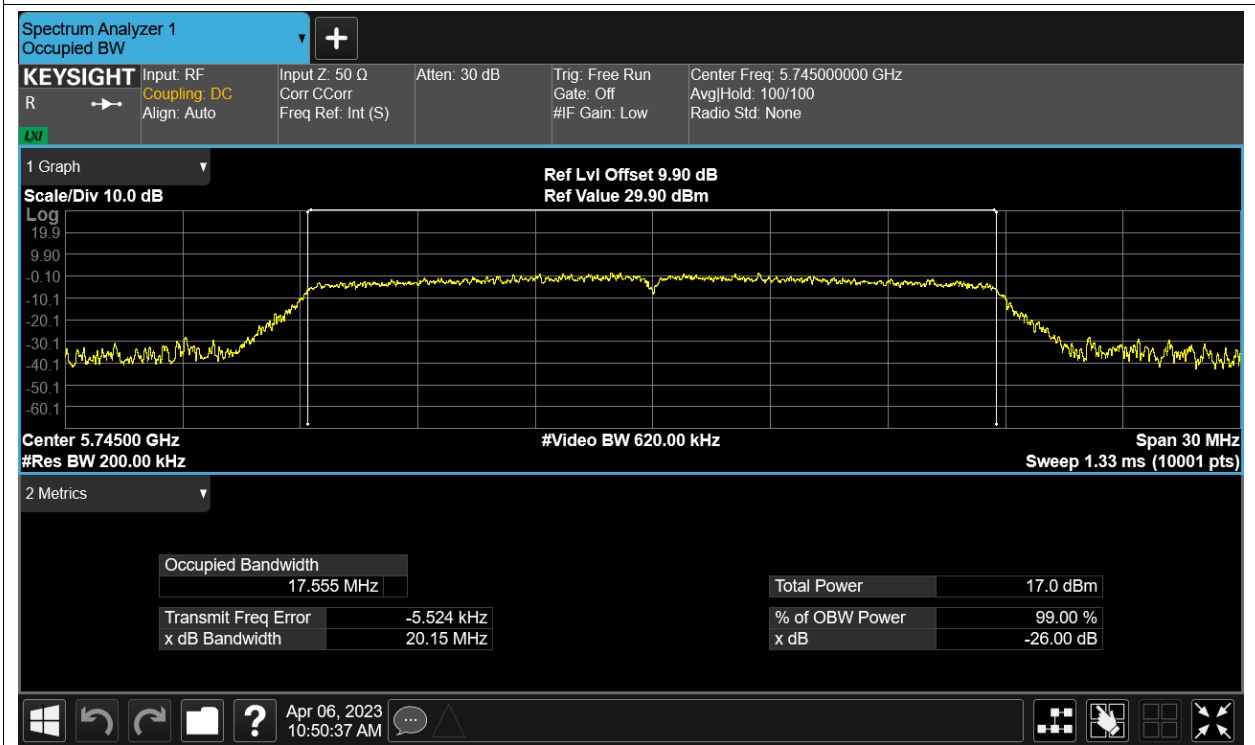 Spectrum Analyzer 1
Occupied BW
KEYSIGHT
R
LXI
Input: RF
Coupling: DC
Align: Auto
Input Z: 50 Ω
Corr CCorr
Freq Ref: Int (S)
Atten: 30 dB
Trig: Free Run
Gate: Off
#IF Gain: Low
Center Freq: 5.745000000 GHz
Avg|Hold: 100/100
Radio Std: None
1 Graph
Scale/Div 10.0 dB
Ref Lvl Offset 9.90 dB
Ref Value 29.90 dBm
Log
19.9
9.90
-0.10
-10.1
-20.1
-30.1
-40.1
-50.1
-60.1
Center 5.74500 GHz
#Res BW 200.00 kHz
#Video BW 620.00 kHz
Span 30 MHz
Sweep 1.33 ms (10001 pts)
2 Metrics
Occupied Bandwidth
17.555 MHz
Transmit Freq Error -5.524 kHz
x dB Bandwidth 20.15 MHz
Total Power 17.0 dBm
% of OBW Power 99.00 %
x dB -26.00 dB
?
Apr 06, 2023
10:50:37 AM